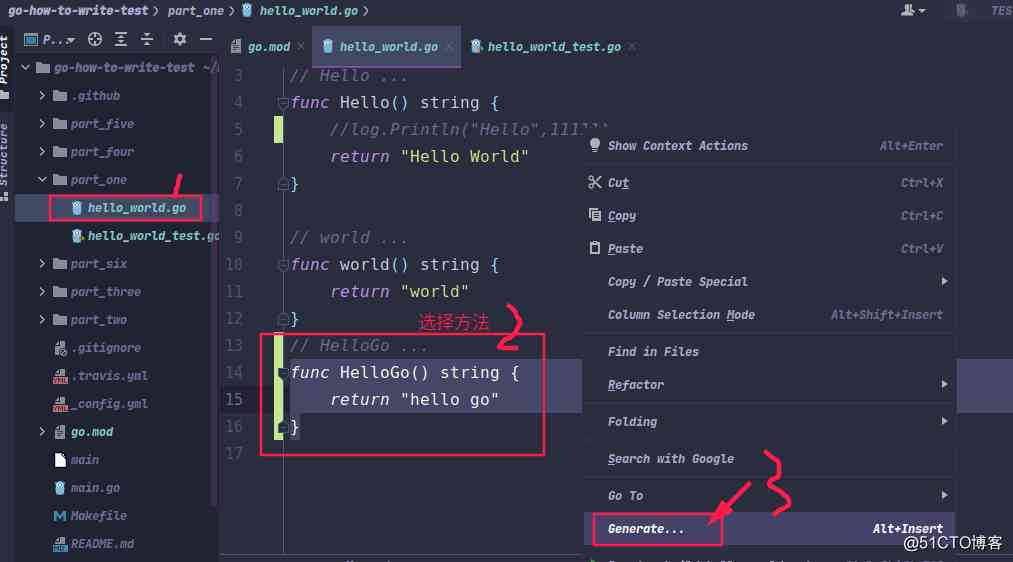 go-how-to-write-test
part_one
hello_world.go
TES
Project
Structure
P...
go.mod
hello_world.go
hello_world_test.go
go-how-to-write-test
.github
part_five
part_four
part_one
hello_world.go
hello_world_test.go
part_six
part_three
part_two
.gitignore
.travis.yml
_config.yml
go.mod
main
main.go
Makefile
README.md
3 // Hello ...
4 func Hello() string {
5 //log.Println("Hello",11111)
6 return "Hello World"
7 }
8
9 // world ...
10 func world() string {
11 return "world"
12 }
选择方法
13 // HelloGo ...
14 func HelloGo() string {
15 return "hello go"
16 }
17
Show Context Actions Alt+Enter
Cut Ctrl+X
Copy Ctrl+C
Paste Ctrl+V
Copy / Paste Special
Column Selection Mode Alt+Shift+Insert
Find in Files
Refactor
Folding
Search with Google
Go To
Generate... Alt+Insert
@51CTO博客